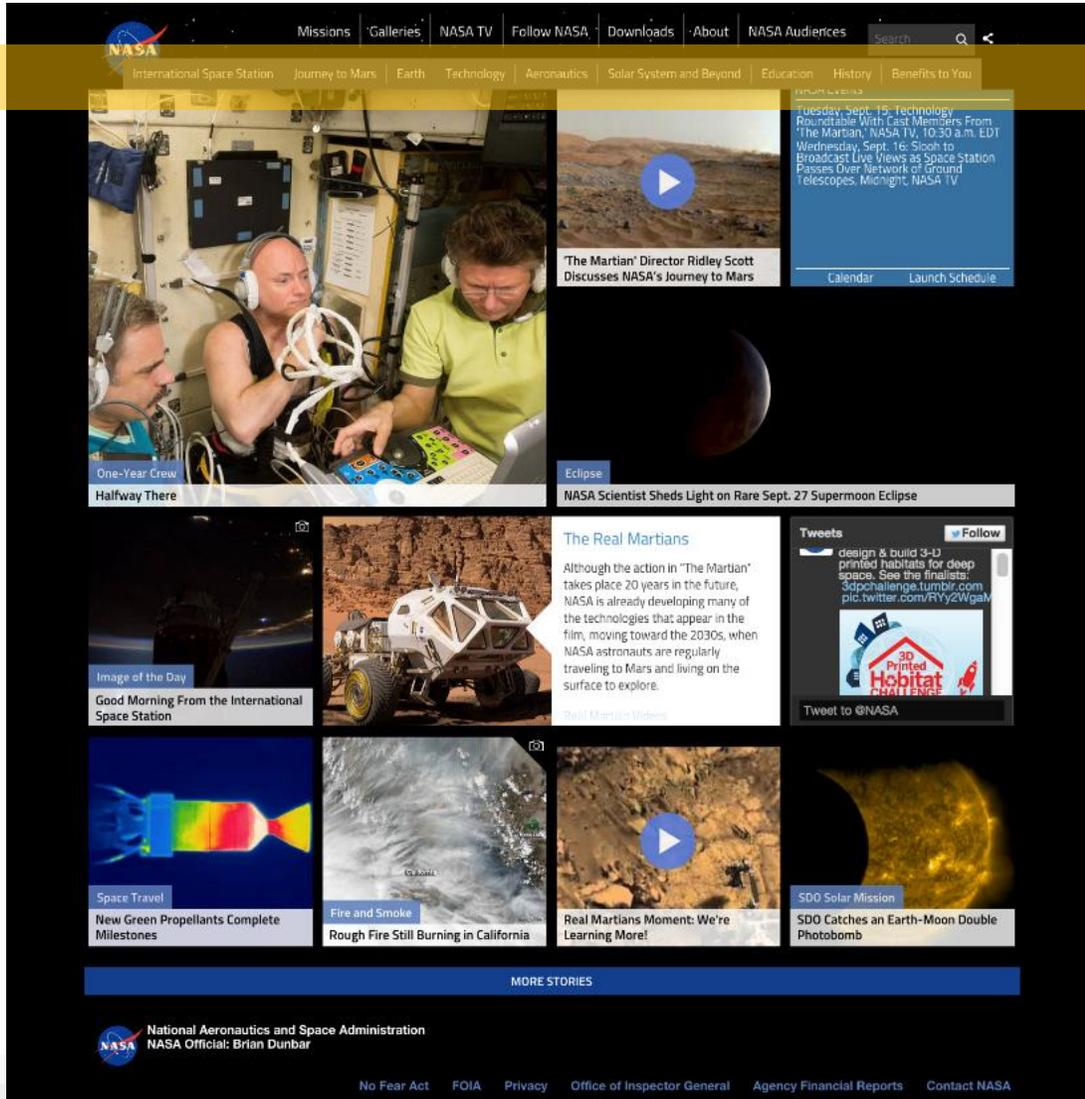 NASA
Missions Galleries NASA TV Follow NASA Downloads About NASA Audiences Search
International Space Station Journey to Mars Earth Technology Aeronautics Solar System and Beyond Education History Benefits to You
NASA Events
Tuesday, Sept. 15: Technology
Roundtable With Cast Members From
'The Martian,' NASA TV, 10:30 a.m. EDT
Wednesday, Sept. 16: Slooh to
Broadcast Live Views as Space Station
Passes Over Network of Ground
Telescopes, Midnight, NASA TV
Calendar Launch Schedule
'The Martian' Director Ridley Scott
Discusses NASA's Journey to Mars
One-Year Crew
Halfway There
Eclipse
NASA Scientist Sheds Light on Rare Sept. 27 Supermoon Eclipse
Image of the Day
Good Morning From the International
Space Station
The Real Martians
Although the action in "The Martian"
takes place 20 years in the future,
NASA is already developing many of
the technologies that appear in the
film, moving toward the 2030s, when
NASA astronauts are regularly
traveling to Mars and living on the
surface to explore.
Real Martian Videos
Tweets Follow
design & build 3-D
printed habitats for deep
space. See the finalists:
3dpchallenge.tumblr.com
pic.twitter.com/RYy2WgaM
3D
Printed
Habitat
CHALLENGE
Tweet to @NASA
Space Travel
New Green Propellants Complete
Milestones
Fire and Smoke
Rough Fire Still Burning in California
Real Martians Moment: We're
Learning More!
SDO Solar Mission
SDO Catches an Earth-Moon Double
Photobomb
MORE STORIES
NASA
National Aeronautics and Space Administration
NASA Official: Brian Dunbar
No Fear Act FOIA Privacy Office of Inspector General Agency Financial Reports Contact NASA